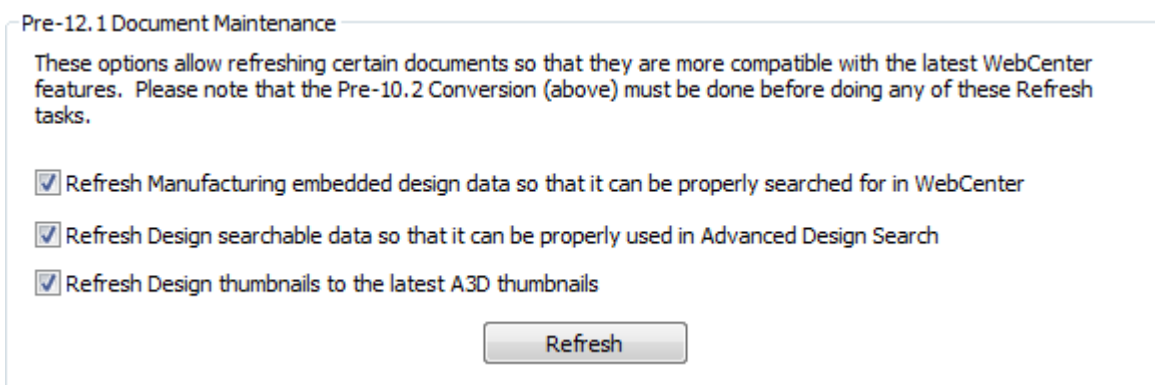 Pre-12.1 Document Maintenance
These options allow refreshing certain documents so that they are more compatible with the latest WebCenter
features.  Please note that the Pre-10.2 Conversion (above) must be done before doing any of these Refresh
tasks.
Refresh Manufacturing embedded design data so that it can be properly searched for in WebCenter
Refresh Design searchable data so that it can be properly used in Advanced Design Search
Refresh Design thumbnails to the latest A3D thumbnails
Refresh